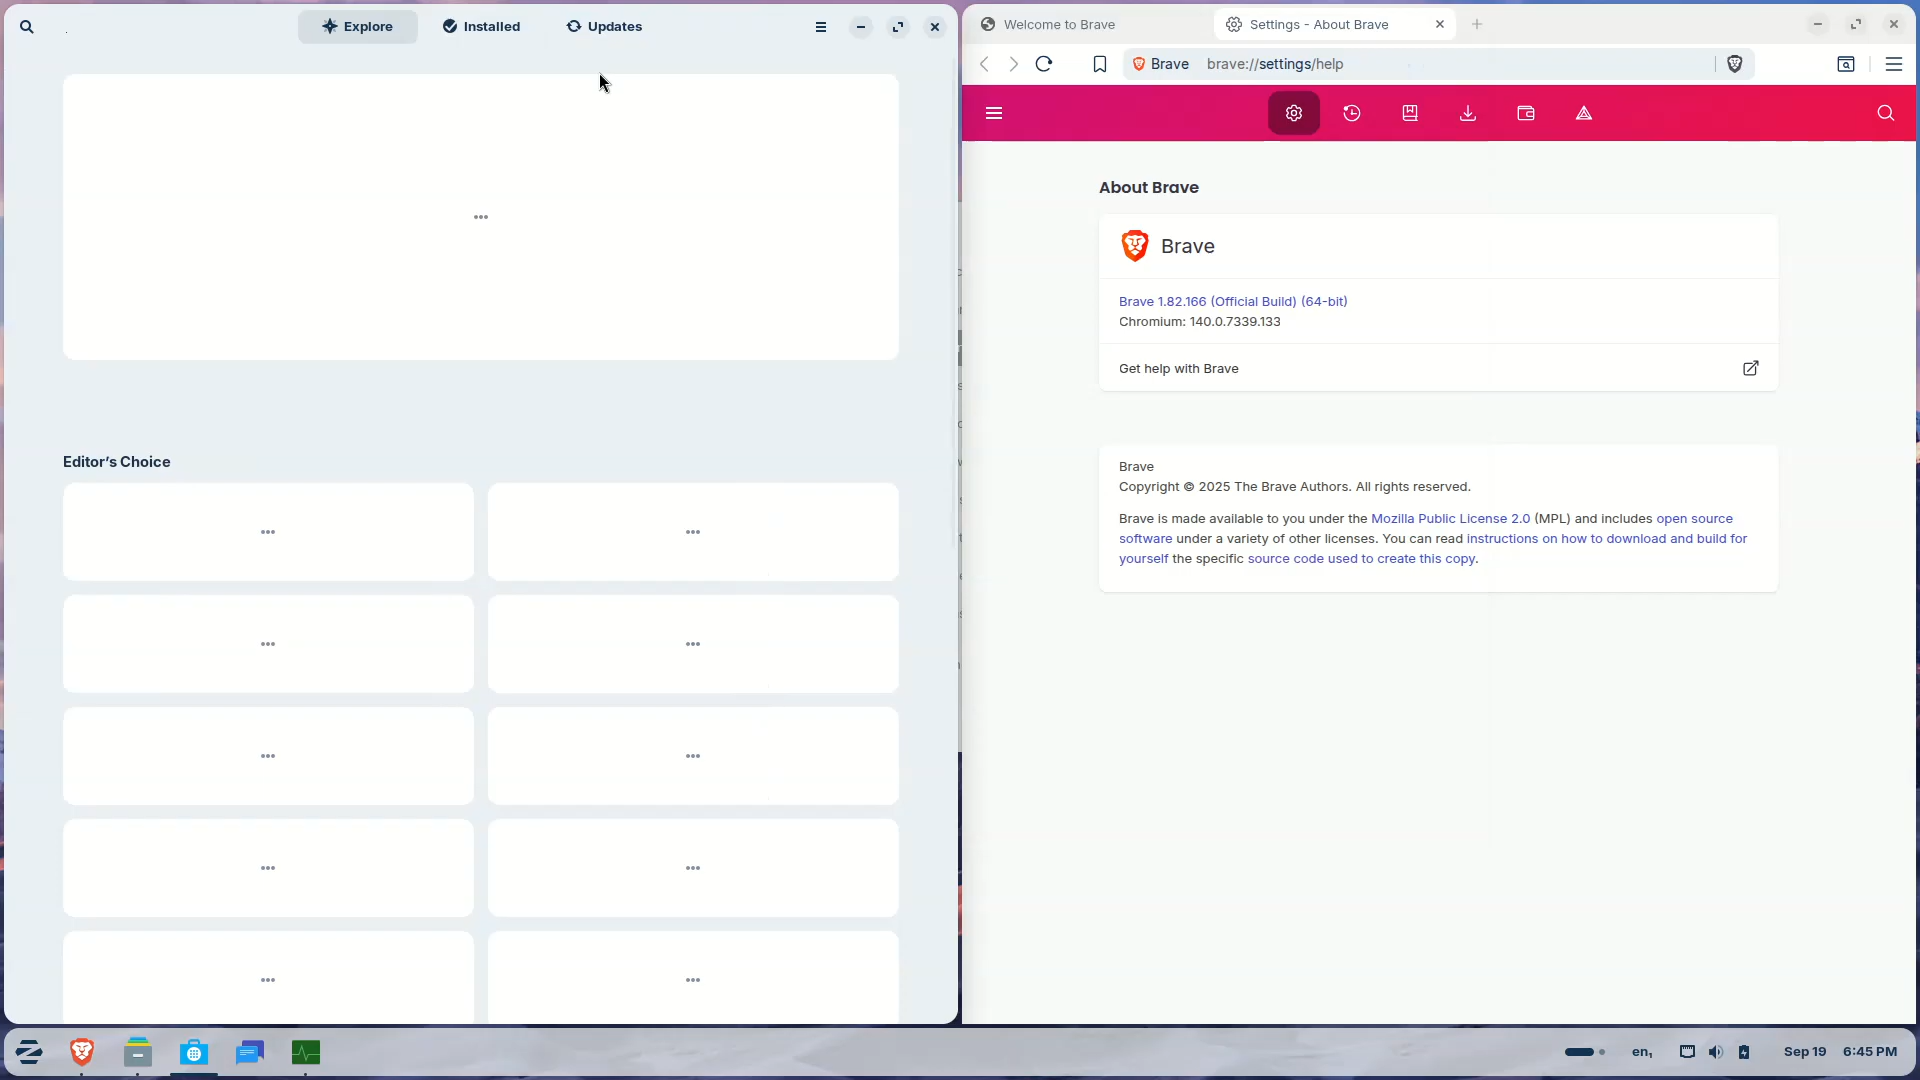 Explore
Installed
Updates
Editor's Choice
Welcome to Brave
Settings - About Brave
Brave
brave://settings/help
About Brave
Brave
Brave 1.82.166 (Official Build) (64-bit)
Chromium: 140.0.7339.133
Get help with Brave
Brave
Copyright © 2025 The Brave Authors. All rights reserved.
Brave is made available to you under the Mozilla Public License 2.0 (MPL) and includes open source
software under a variety of other licenses. You can read instructions on how to download and build for
yourself the specific source code used to create this copy.
en₁
Sep 19 6:45 PM